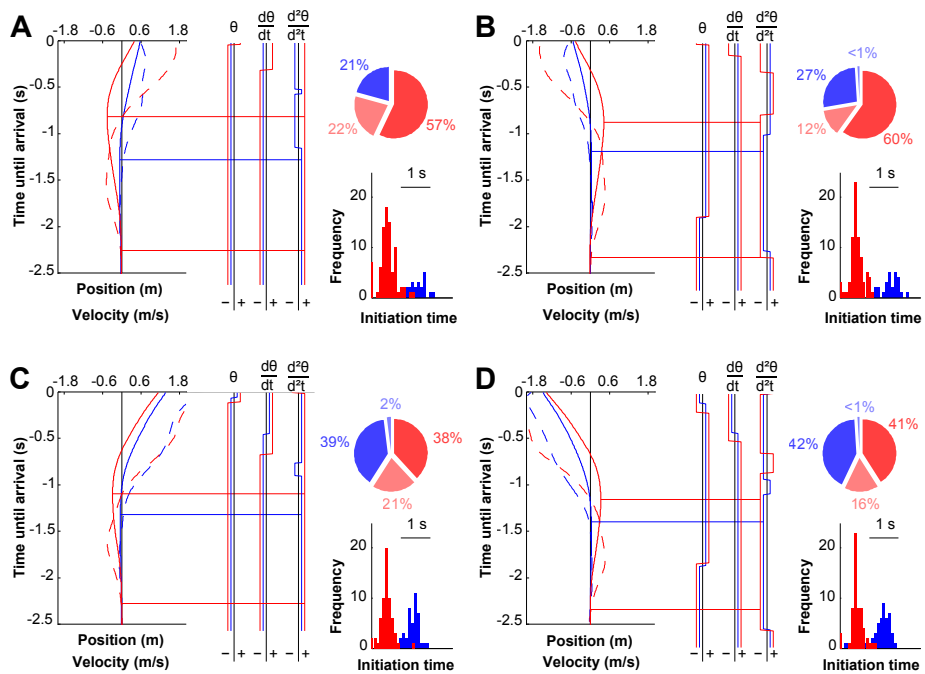 A
-0.6 0.6 1.8
θ
dθ
dt
d²θ
d²t
0
-0.5
-1
-1.5
-2
-2.5
Time until arrival (s)
Position (m)
Velocity (m/s)
− +
− +
− +
21%
22%
57%
1 s
20
10
0
Frequency
Initiation time
B
-1.8 -0.6 0.6 1.8
θ
dθ
dt
d²θ
d²t
0
-0.5
-1
-1.5
-2
-2.5
Time until arrival (s)
Position (m)
Velocity (m/s)
− +
− +
− +
<1%
27%
12%
60%
1 s
20
10
0
Frequency
Initiation time
C
-1.8 -0.6 0.6 1.8
θ
dθ
dt
d²θ
d²t
0
-0.5
-1
-1.5
-2
-2.5
Time until arrival (s)
Position (m)
Velocity (m/s)
− +
− +
− +
2%
39%
38%
21%
1 s
20
10
0
Frequency
Initiation time
D
-1.8 -0.6 0.6 1.8
θ
dθ
dt
d²θ
d²t
0
-0.5
-1
-1.5
-2
-2.5
Time until arrival (s)
Position (m)
Velocity (m/s)
− +
− +
− +
<1%
42%
41%
16%
1 s
20
10
0
Frequency
Initiation time